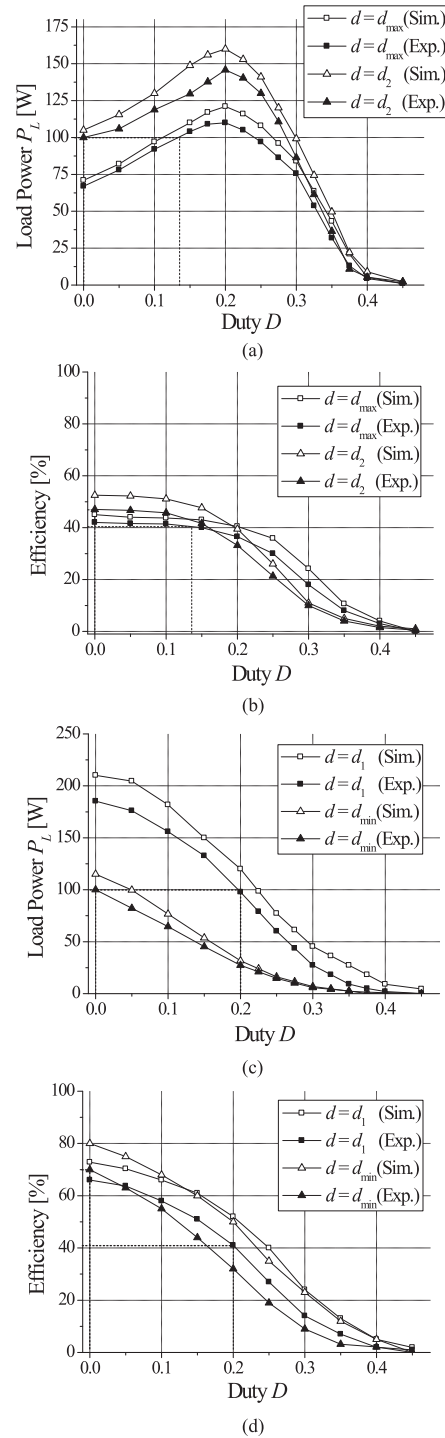 175
150
125
100
75
50
25
0
Load Power P_L [W]
d = d_max(Sim.)
d = d_max(Exp.)
d = d_2 (Sim.)
d = d_2 (Exp.)
0.0 0.1 0.2 0.3 0.4
Duty D
(a)
100
80
60
40
20
0
Efficiency [%]
d = d_max(Sim.)
d = d_max(Exp.)
d = d_2 (Sim.)
d = d_2 (Exp.)
0.0 0.1 0.2 0.3 0.4
Duty D
(b)
250
200
150
100
50
0
Load Power P_L [W]
d = d_1 (Sim.)
d = d_1 (Exp.)
d = d_min(Sim.)
d = d_min(Exp.)
0.0 0.1 0.2 0.3 0.4
Duty D
(c)
100
80
60
40
20
0
Efficiency [%]
d = d_1 (Sim.)
d = d_1 (Exp.)
d = d_min(Sim.)
d = d_min(Exp.)
0.0 0.1 0.2 0.3 0.4
Duty D
(d)